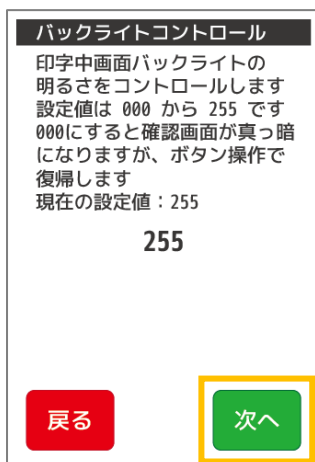 バックライトコントロール
印字中画面バックライトの
明るさをコントロールします
設定値は 000 から 255 です
000にすると確認画面が真っ暗
になりますが、ボタン操作で
復帰します
現在の設定値：255
255
戻る
次へ